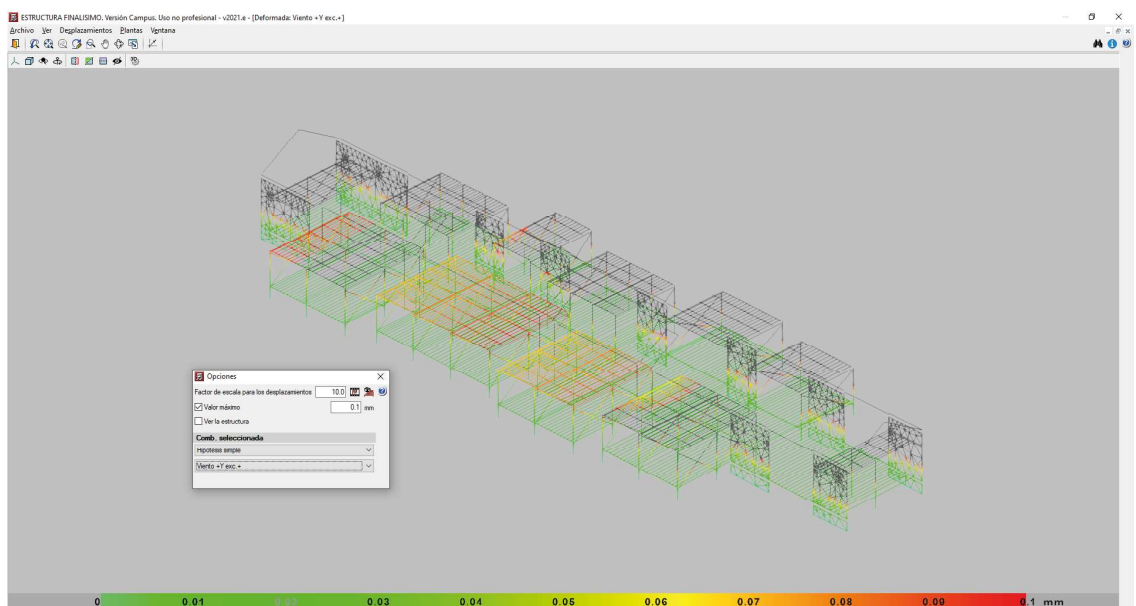 ESTRUCTURA FINALISIMO. Versión Campus. Uso no profesional - v2021.e - [Deformada: Viento +Y exc.+]
Archivo Ver Desplazamientos Plantas Ventana
Opciones
Factor de escala para los desplazamientos 10.0
Valor máximo 0.1 mm
Ver la estructura
Comb. seleccionada
Hipótesis simple
Viento +Y exc.+
0 0.01 0.02 0.03 0.04 0.05 0.06 0.07 0.08 0.09 0.1 mm